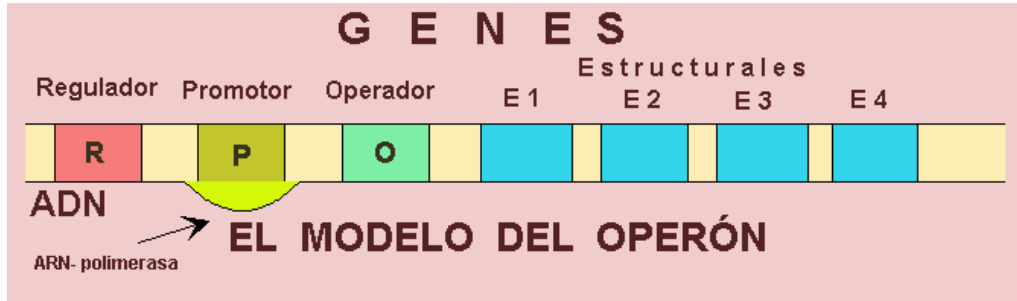 G E N E S
Estructurales
Regulador Promotor Operador E 1 E 2 E 3 E 4
R P O
ADN
EL MODELO DEL OPERÓN
ARN- polimerasa